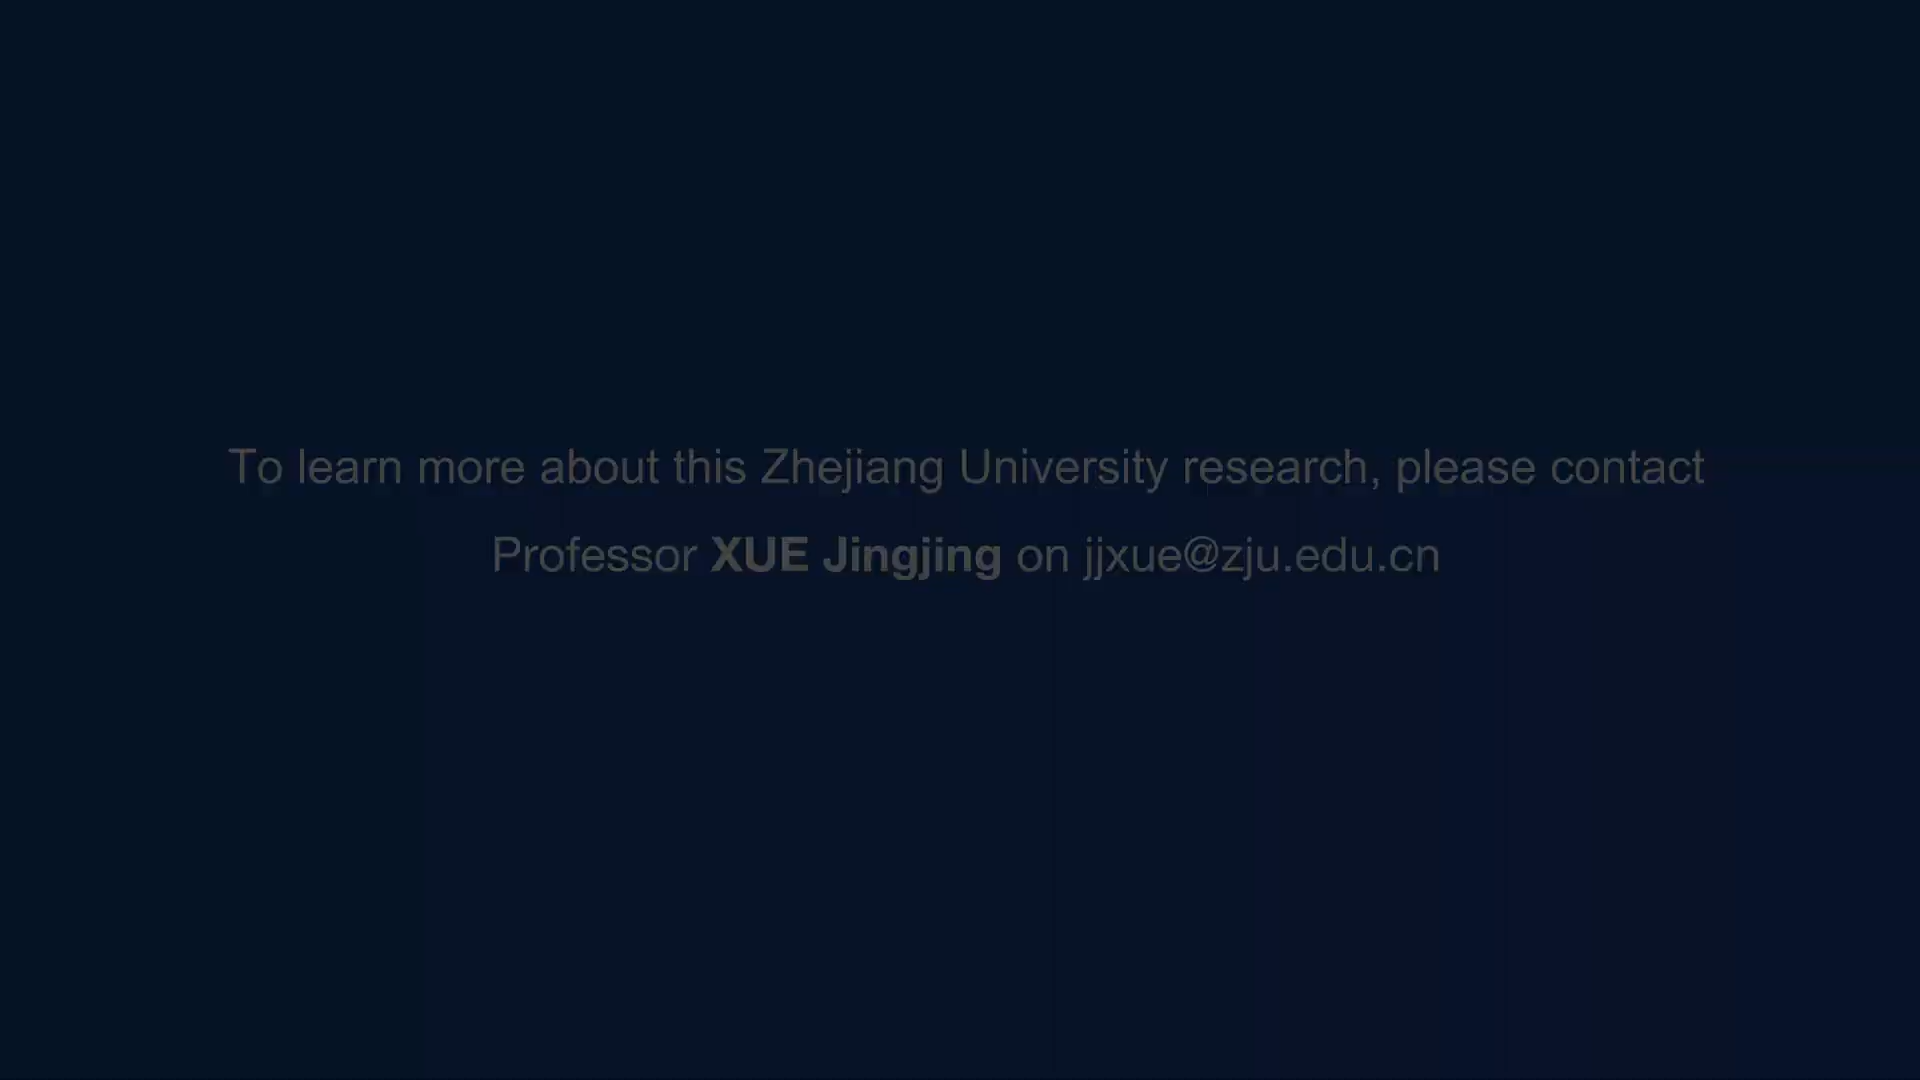 To learn more about this Zhejiang University research, please contact
Professor XUE Jingjing on jjxue@zju.edu.cn